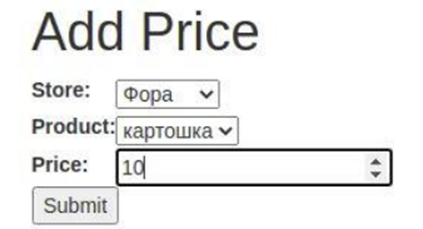 Add Price
Store: Фора
Product: картошка
Price: 10
Submit